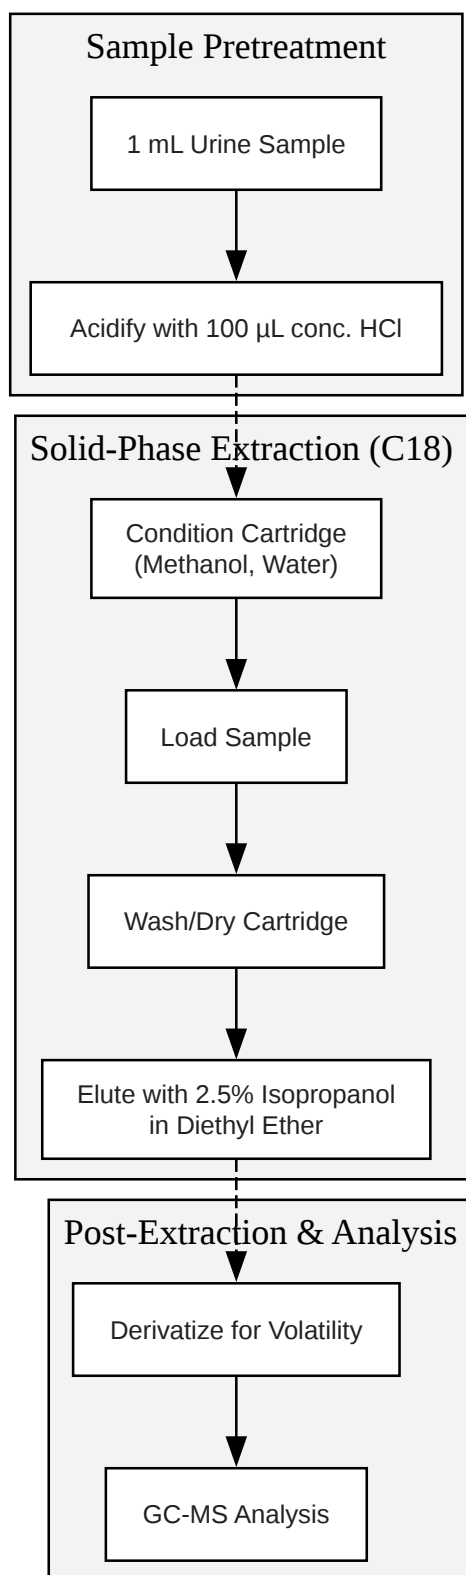 Sample Pretreatment
1 mL Urine Sample
Acidify with 100 µL conc. HCl
Solid-Phase Extraction (C18)
Condition Cartridge
(Methanol, Water)
Load Sample
Wash/Dry Cartridge
Elute with 2.5% Isopropanol
in Diethyl Ether
Post-Extraction & Analysis
Derivatize for Volatility
GC-MS Analysis